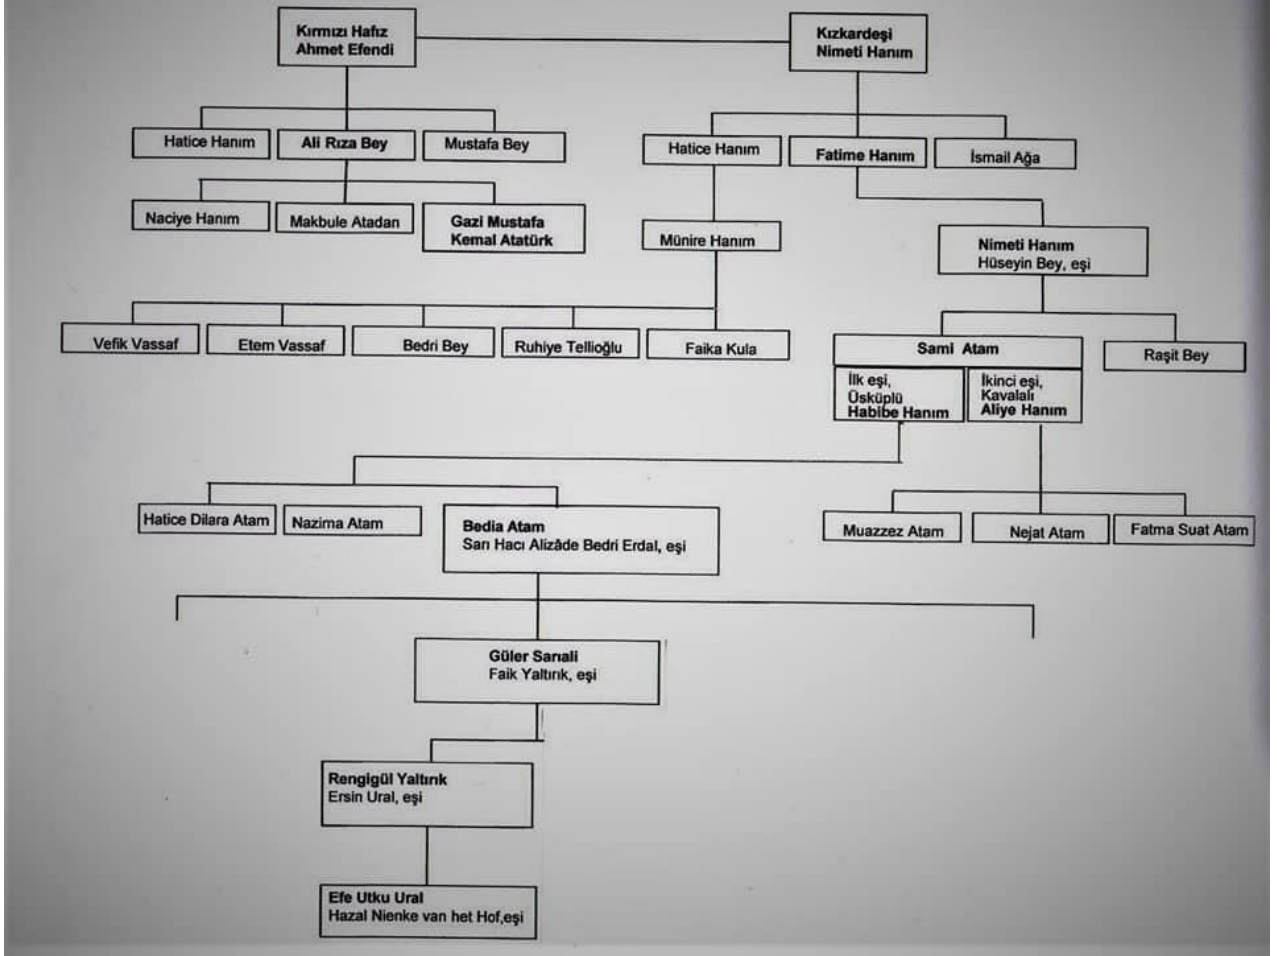 Kırmızı Hafız
Ahmet Efendi
Kızkardeşi
Nimeti Hanım
Hatice Hanım
Ali Rıza Bey
Mustafa Bey
Hatice Hanım
Fatime Hanım
İsmail Ağa
Naciye Hanım
Makbule Atadan
Gazi Mustafa
Kemal Atatürk
Münire Hanım
Nimeti Hanım
Hüseyin Bey, eşi
Vefik Vassaf
Etem Vassaf
Bedri Bey
Ruhiye Tellioğlu
Faika Kula
Sami Atam
Raşit Bey
İlk eşi,
Üsküplü
Habibe Hanım
İkinci eşi,
Kavalalı
Aliye Hanım
Hatice Dilara Atam
Nazima Atam
Bedia Atam
Sarı Hacı Alizâde Bedri Erdal, eşi
Muazzez Atam
Nejat Atam
Fatma Suat Atam
Güler Sarıali
Faik Yaltırık, eşi
Rengigül Yaltırık
Ersin Ural, eşi
Efe Utku Ural
Hazal Nienke van het Hof,eşi